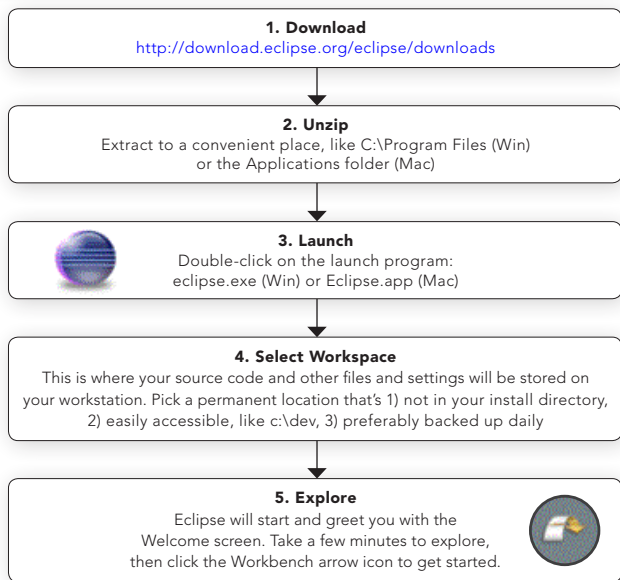 1. Download
http://download.eclipse.org/eclipse/downloads
2. Unzip
Extract to a convenient place, like C:\Program Files (Win)
or the Applications folder (Mac)
3. Launch
Double-click on the launch program:
eclipse.exe (Win) or Eclipse.app (Mac)
4. Select Workspace
This is where your source code and other files and settings will be stored on
your workstation. Pick a permanent location that's 1) not in your install directory,
2) easily accessible, like c:\dev, 3) preferably backed up daily
5. Explore
Eclipse will start and greet you with the
Welcome screen. Take a few minutes to explore,
then click the Workbench arrow icon to get started.